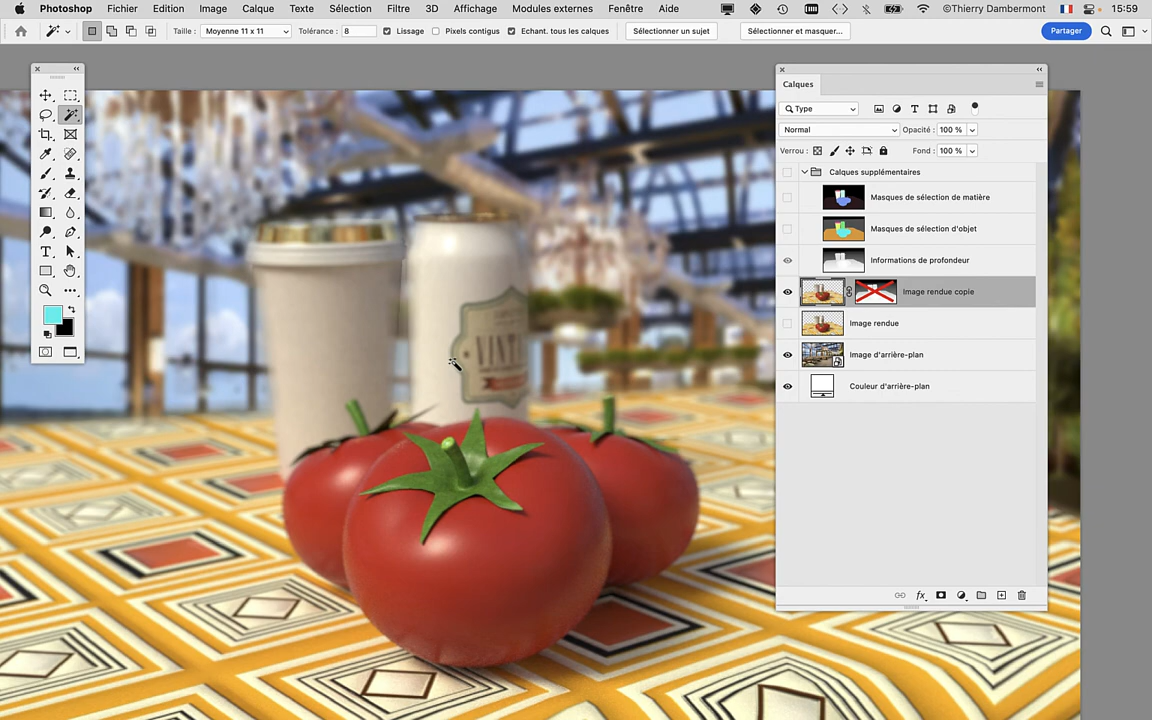 Photoshop Fichier Edition Image Calque Texte Sélection Filtre 3D Affichage Modules externes Fenêtre Aide ©Thierry Dambermont 15:59
Taille : Moyenne 11 x 11 Tolérance : 8 Lissage Pixels contigus Echant. tous les calques Sélectionner un sujet Sélectionner et masquer... Partager
Calques
Type
Normal Opacité : 100 %
Verrou : Fond : 100 %
Calques supplémentaires
Masques de sélection de matière
Masques de sélection d'objet
Informations de profondeur
Image rendue copie
Image rendue
Image d'arrière-plan
Couleur d'arrière-plan
fx